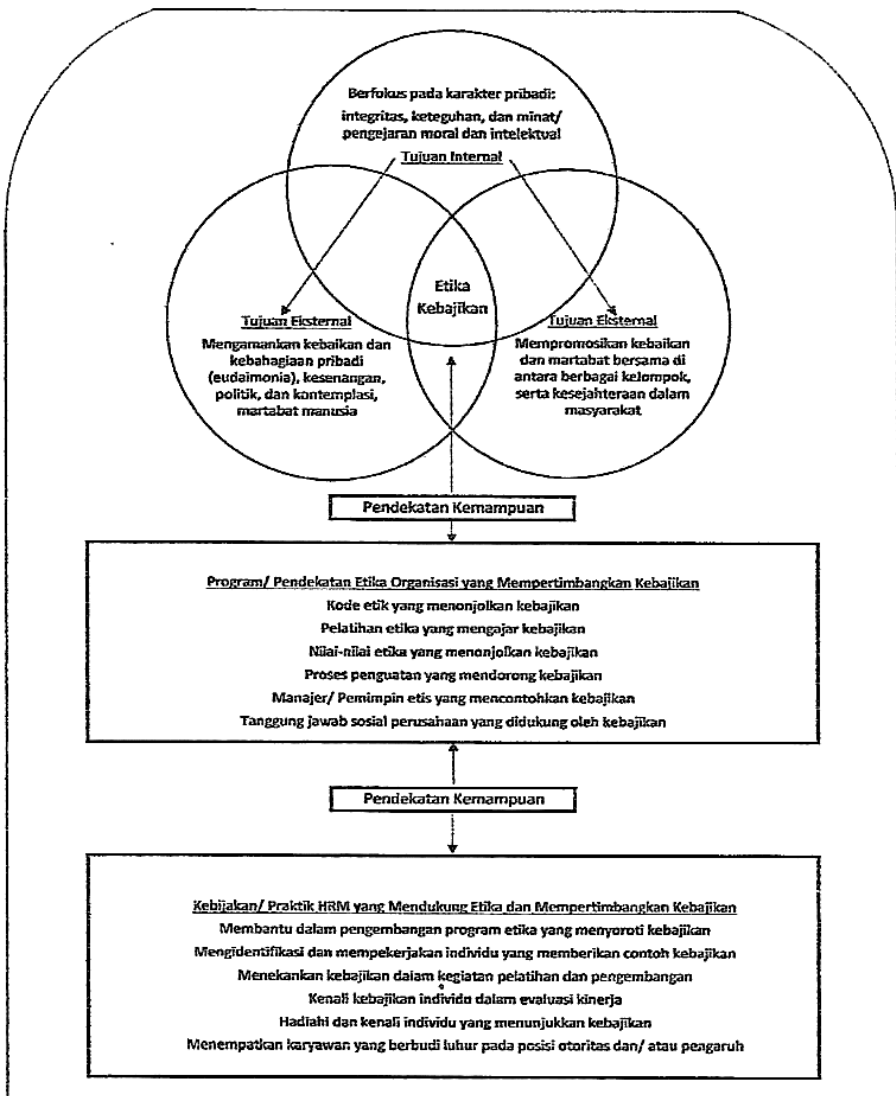 Berfokus pada karakter pribadi:
integritas, keteguhan, dan minat/
pengejaran moral dan intelektual
Tujuan Internal
Etika
Kebajikan
Tujuan Eksternal
Mengamankan kebaikan dan
kebahagiaan pribadi
(eudaimonia), kesenangan,
politik, dan kontemplasi,
martabat manusia
Tujuan Eksternal
Mempromosikan kebaikan
dan martabat bersama di
antara berbagai kelompok,
serta kesejahteraan dalam
masyarakat
Pendekatan Kemampuan
Program/ Pendekatan Etika Organisasi yang Mempertimbangkan Kebajikan
Kode etik yang menonjolkan kebajikan
Pelatihan etika yang mengajar kebajikan
Nilai-nilai etika yang menonjolkan kebajikan
Proses penguatan yang mendorong kebajikan
Manajer/ Pemimpin etis yang mencontohkan kebajikan
Tanggung jawab sosial perusahaan yang didukung oleh kebajikan
Pendekatan Kemampuan
Kebijakan/ Praktik HRM yang Mendukung Etika dan Mempertimbangkan Kebajikan
Membantu dalam pengembangan program etika yang menyoroti kebajikan
Mengidentifikasi dan mempekerjakan individu yang memberikan contoh kebajikan
Menekankan kebajikan dalam kegiatan pelatihan dan pengembangan
Kenali kebajikan individu dalam evaluasi kinerja
Hadiahi dan kenali individu yang menunjukkan kebajikan
Menempatkan karyawan yang berbudi luhur pada posisi otoritas dan/ atau pengaruh